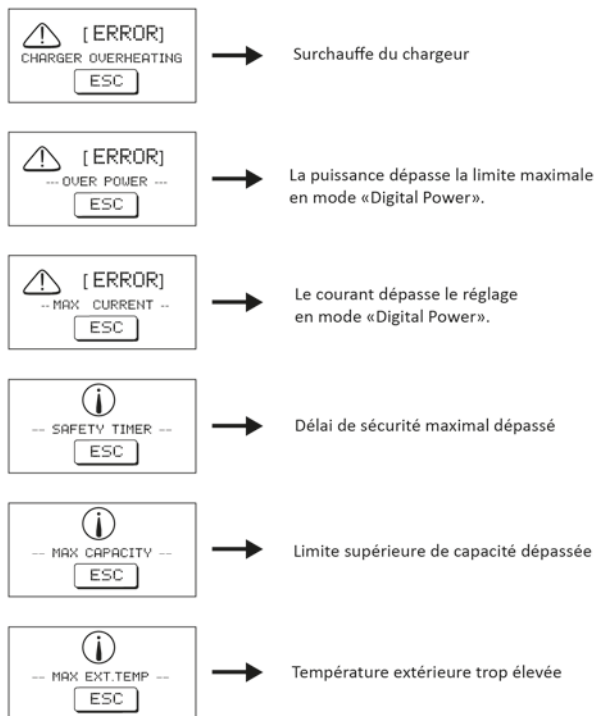 [ERROR]
CHARGER OVERHEATING
ESC
Surchauffe du chargeur
[ERROR]
--- OVER POWER ---
ESC
La puissance dépasse la limite maximale
en mode «Digital Power».
[ERROR]
-- MAX CURRENT --
ESC
Le courant dépasse le réglage
en mode «Digital Power».
-- SAFETY TIMER --
ESC
Délai de sécurité maximal dépassé
-- MAX CAPACITY --
ESC
Limite supérieure de capacité dépassée
-- MAX EXT.TEMP --
ESC
Température extérieure trop élevée